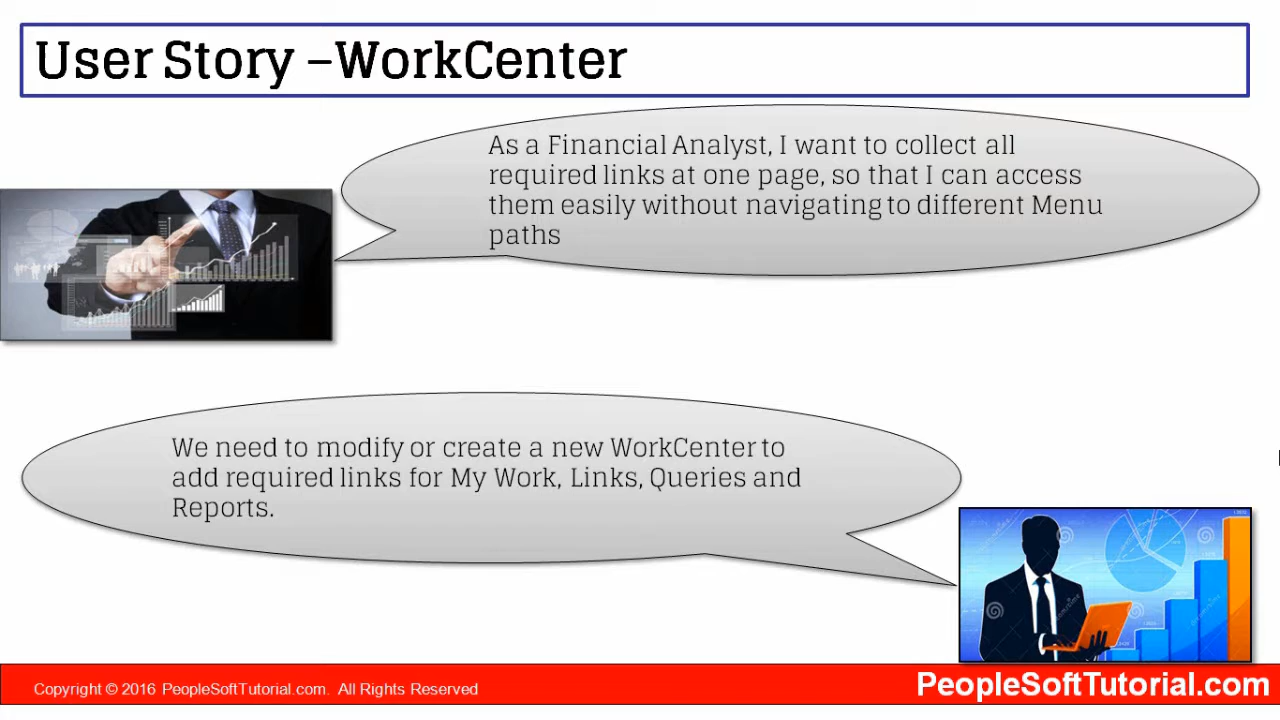 User Story –WorkCenter
As a Financial Analyst, I want to collect all
required links at one page, so that I can access
them easily without navigating to different Menu
paths
We need to modify or create a new WorkCenter to
add required links for My Work, Links, Queries and
Reports.
Copyright © 2016 PeopleSoftTutorial.com. All Rights Reserved
PeopleSoftTutorial.com